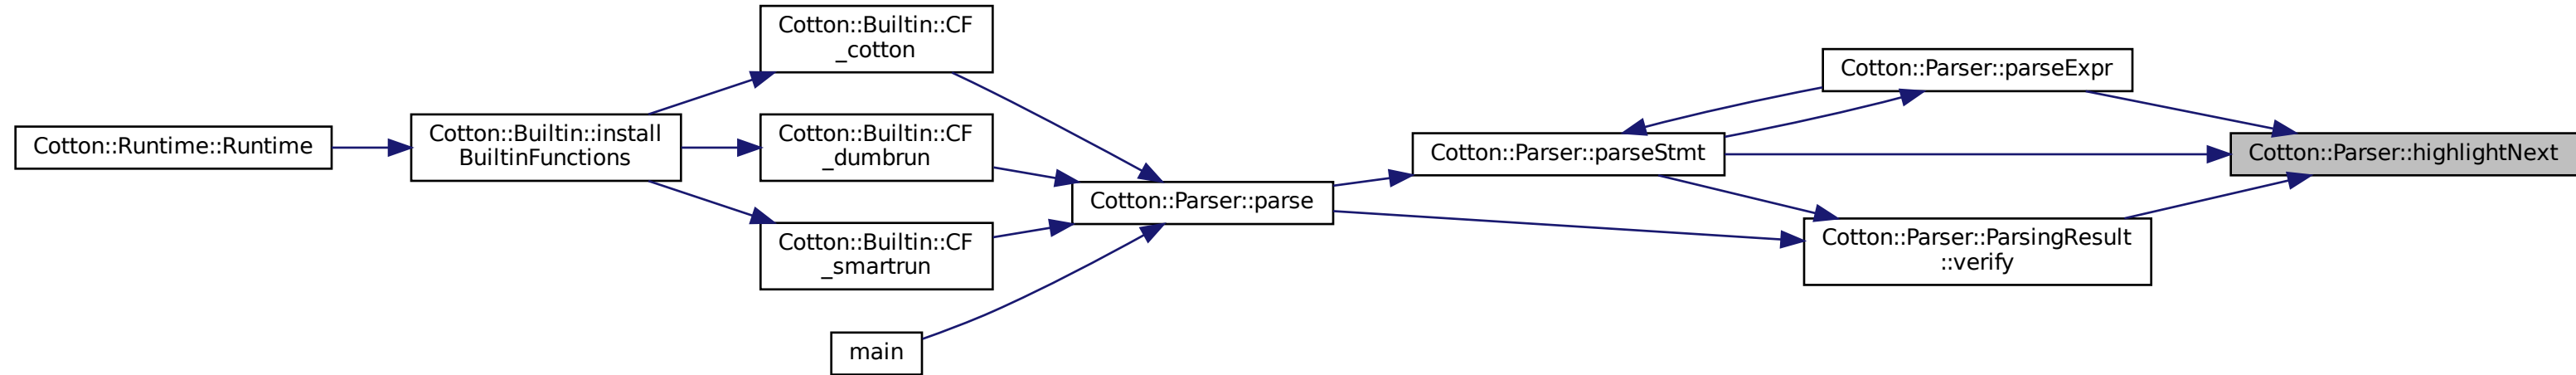 Cotton::Runtime::Runtime
Cotton::Builtin::install
BuiltinFunctions
Cotton::Builtin::CF
_cotton
Cotton::Builtin::CF
_dumbrun
Cotton::Builtin::CF
_smartrun
main
Cotton::Parser::parse
Cotton::Parser::parseStmt
Cotton::Parser::parseExpr
Cotton::Parser::ParsingResult
::verify
Cotton::Parser::highlightNext